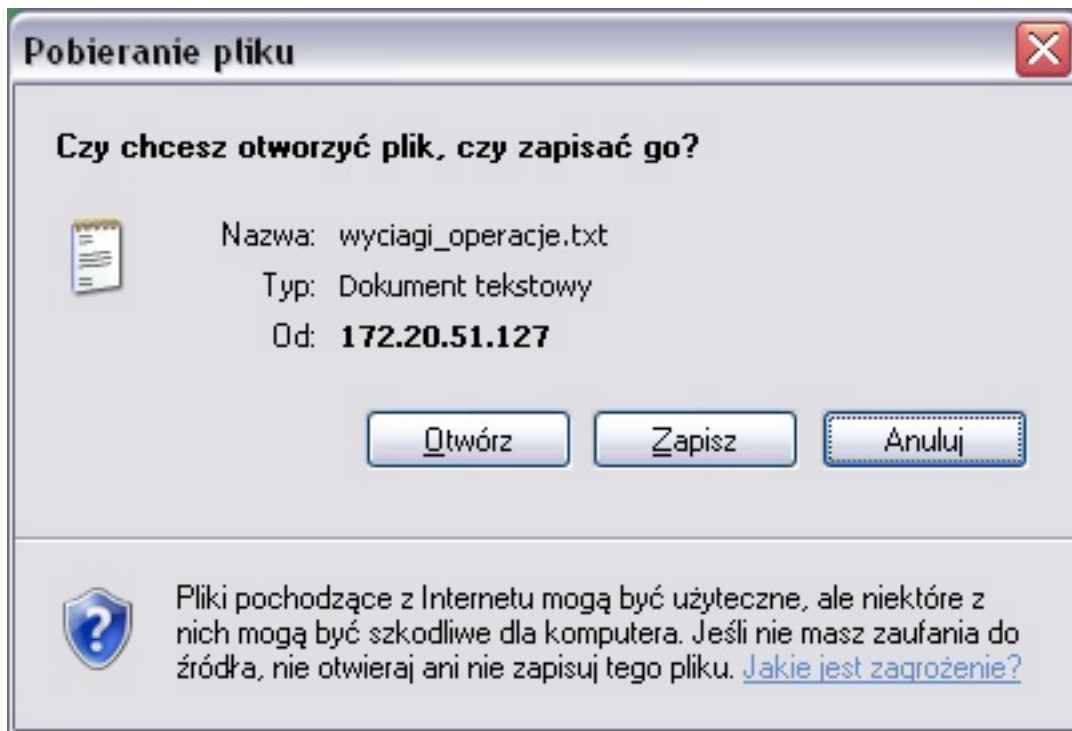 Pobieranie pliku
Czy chcesz otworzyć plik, czy zapisać go?
Nazwa: wyciagi_operacje.txt
Typ: Dokument tekstowy
Od: 172.20.51.127
Otwórz Zapisz Anuluj
Pliki pochodzące z Internetu mogą być użyteczne, ale niektóre z
nich mogą być szkodliwe dla komputera. Jeśli nie masz zaufania do
źródła, nie otwieraj ani nie zapisuj tego pliku. Jakie jest zagrożenie?